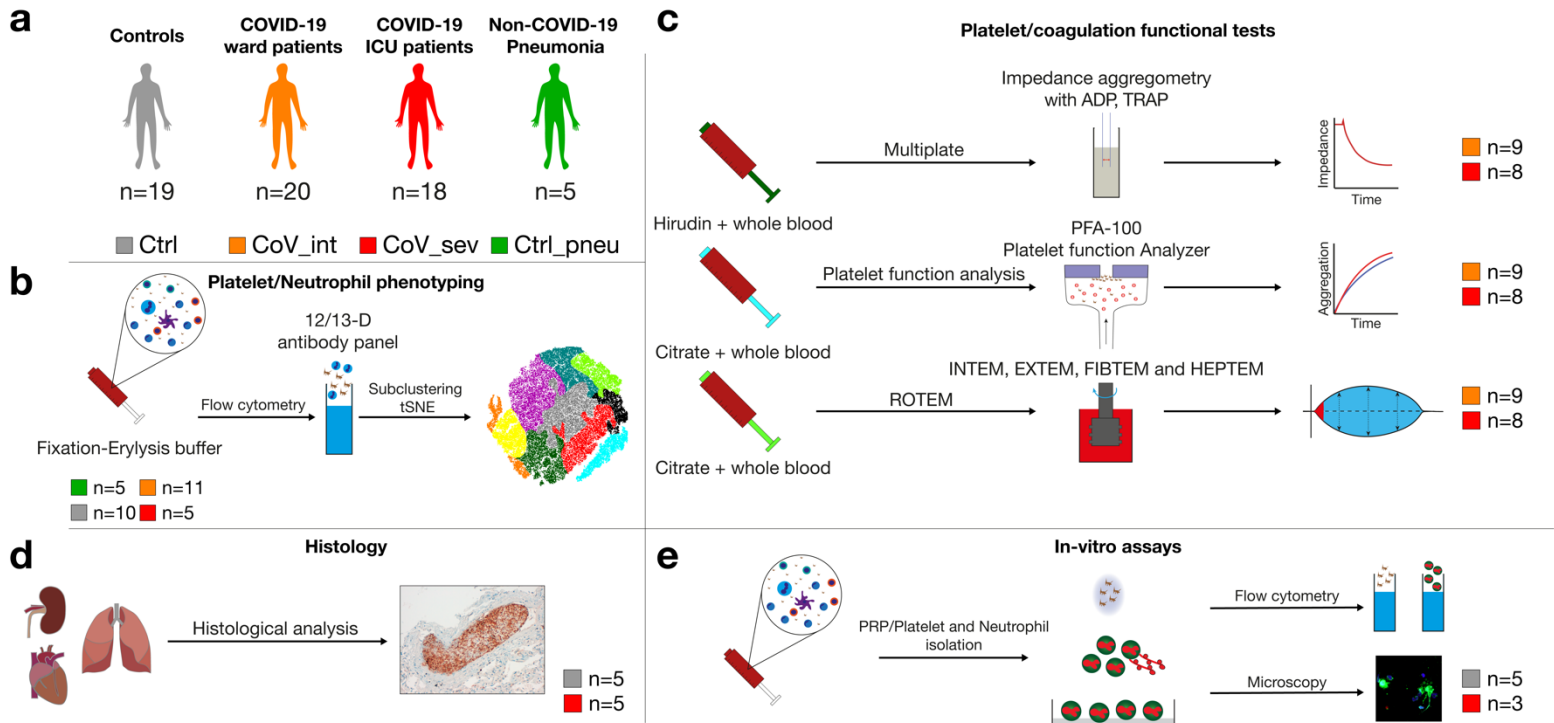 a
Controls
COVID-19
ward patients
COVID-19
ICU patients
Non-COVID-19
Pneumonia
n=19
n=20
n=18
n=5
Ctrl
CoV_int
CoV_sev
Ctrl_pneu
b
Platelet/Neutrophil phenotyping
12/13-D
antibody panel
Flow cytometry
Subclustering
tSNE
Fixation-Erylysis buffer
n=5
n=11
n=10
n=5
c
Platelet/coagulation functional tests
Impedance aggregometry
with ADP, TRAP
Multiplate
Hirudin + whole blood
Impedance
Time
n=9
n=8
PFA-100
Platelet function Analyzer
Platelet function analysis
Citrate + whole blood
Aggregation
Time
n=9
n=8
INTEM, EXTEM, FIBTEM and HEPTEM
ROTEM
Citrate + whole blood
n=9
n=8
d
Histology
Histological analysis
n=5
n=5
e
In-vitro assays
PRP/Platelet and Neutrophil
isolation
Flow cytometry
Microscopy
n=5
n=3